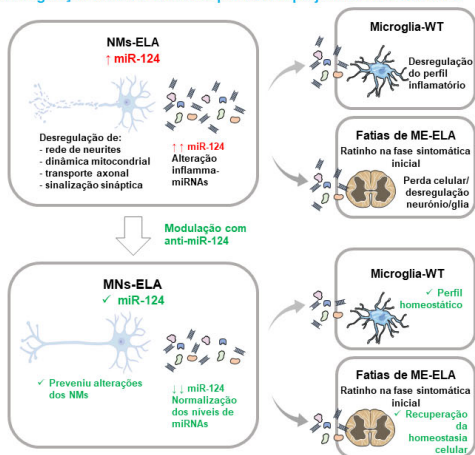 NMs-ELA
↑ miR-124
Desregulação de:
- rede de neurites
- dinâmica mitocondrial
- transporte axonal
- sinalização sináptica
↑↑ miR-124
Alteração
inflamma-
miRNAs
Microglia-WT
Desregulação
do perfil
inflamatório
Fatias de ME-ELA
Ratinho na fase sintomática
inicial
Perda celular/
desregulação
neurónio/glia
Modulação com
anti-miR-124
MNs-ELA
✓ miR-124
✓ Preveniu alterações
dos NMs
↓↓ miR-124
Normalização
dos níveis de
miRNAs
Microglia-WT
✓ Perfil
homeostático
Fatias de ME-ELA
Ratinho na fase sintomática
inicial
✓ Recuperação
da
homeostasia
celular